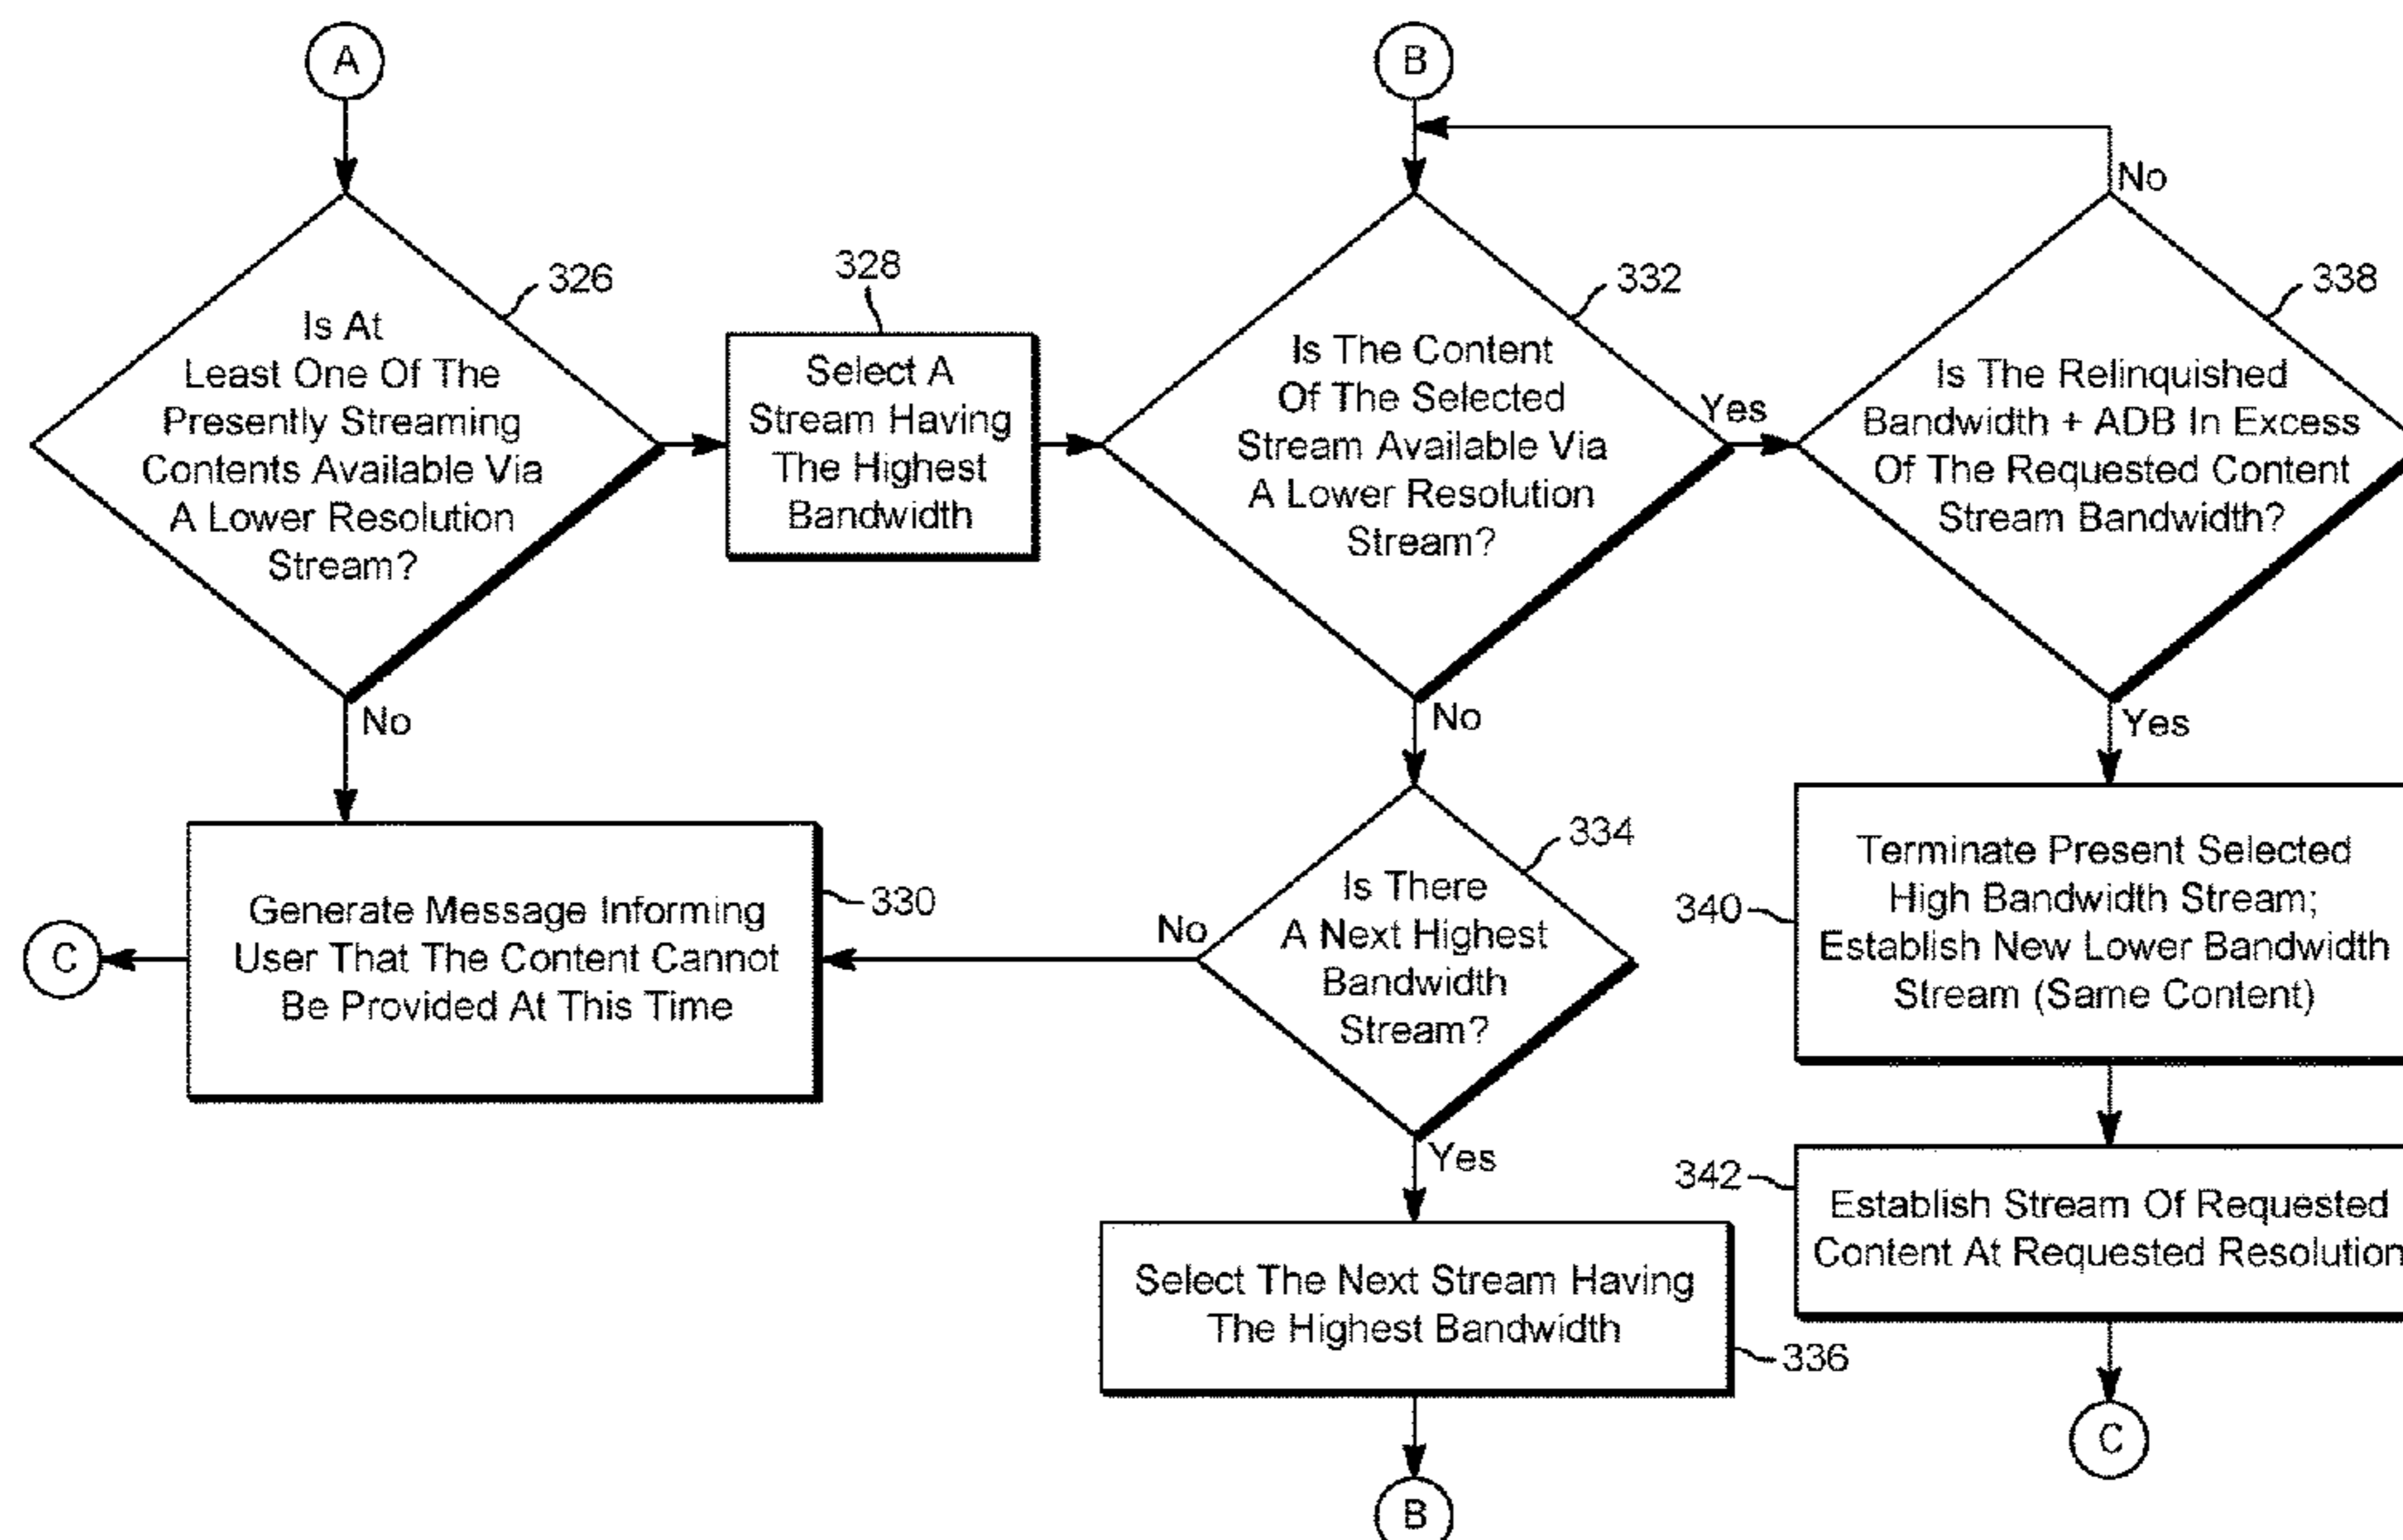 A
326
Is At
Least One Of The
Presently Streaming
Contents Available Via
A Lower Resolution
Stream?
No
328
Select A
Stream Having
The Highest
Bandwidth
B
332
Is The Content
Of The Selected
Stream Available Via
A Lower Resolution
Stream?
Yes
No
338
No
Is The Relinquished
Bandwidth + ADB In Excess
Of The Requested Content
Stream Bandwidth?
Yes
C
Generate Message Informing
User That The Content Cannot
Be Provided At This Time
330
No
334
Is There
A Next Highest
Bandwidth
Stream?
Yes
340
Terminate Present Selected
High Bandwidth Stream;
Establish New Lower Bandwidth
Stream (Same Content)
342
Establish Stream Of Requested
Content At Requested Resolution
Select The Next Stream Having
The Highest Bandwidth
336
C
B